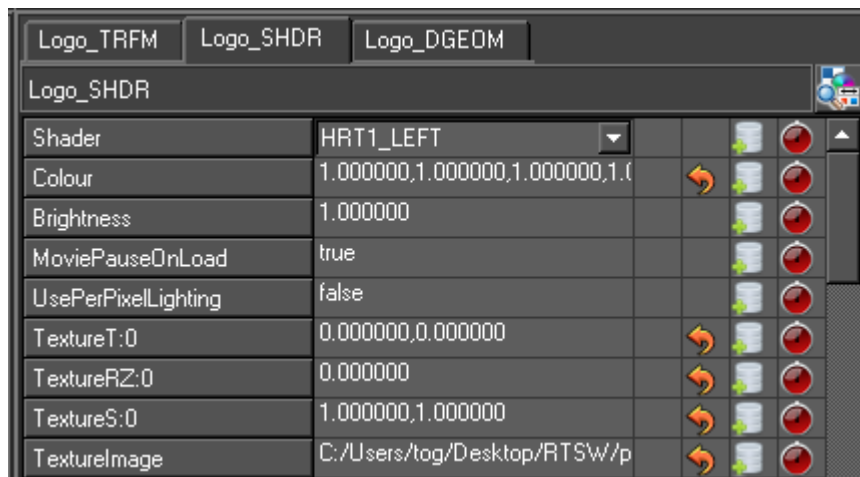 Logo_TRFM Logo_SHDR Logo_DGEOM
Logo_SHDR
Shader HRT1_LEFT
Colour 1.000000,1.000000,1.000000,1.(
Brightness 1.000000
MoviePauseOnLoad true
UsePerPixelLighting false
TextureT:0 0.000000,0.000000
TextureRZ:0 0.000000
TextureS:0 1.000000,1.000000
TextureImage C:/Users/tog/Desktop/RTSW/p